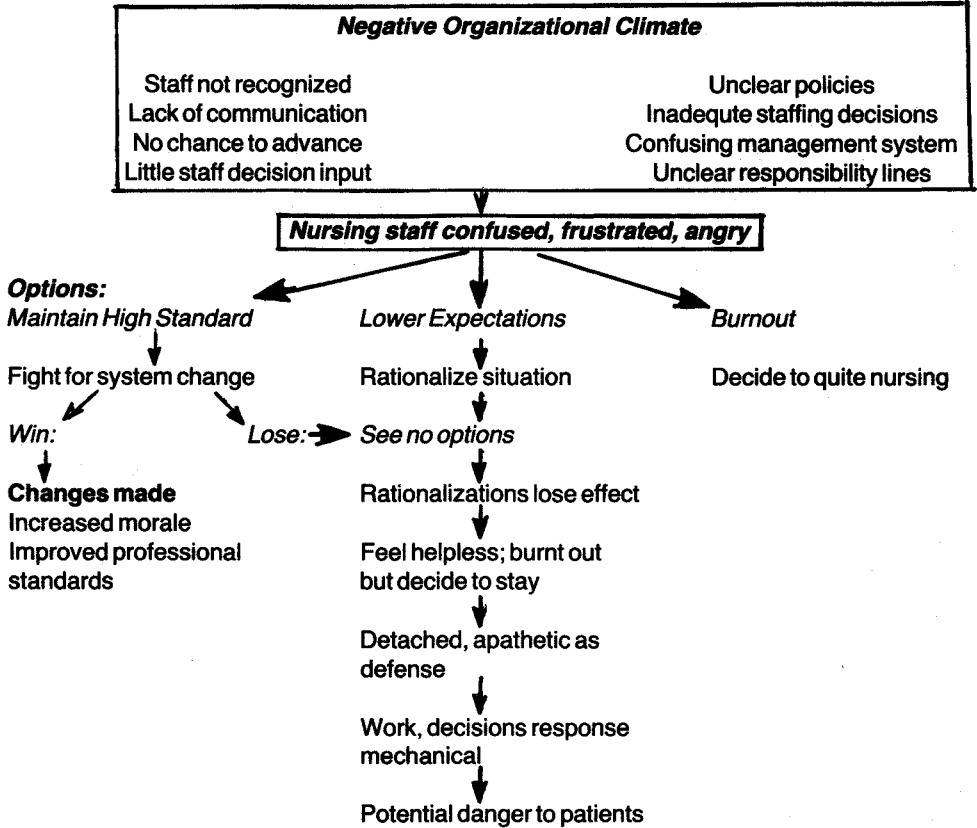 Negative Organizational Climate
Staff not recognized
Lack of communication
No chance to advance
Little staff decision input
Unclear policies
Inadequte staffing decisions
Confusing management system
Unclear responsibility lines
Nursing staff confused, frustrated, angry
Options:
Maintain High Standard
Fight for system change
Win:
Lose:
Changes made
Increased morale
Improved professional
standards
Lower Expectations
Rationalize situation
See no options
Rationalizations lose effect
Feel helpless; burnt out
but decide to stay
Detached, apathetic as
defense
Work, decisions response
mechanical
Potential danger to patients
Burnout
Decide to quite nursing